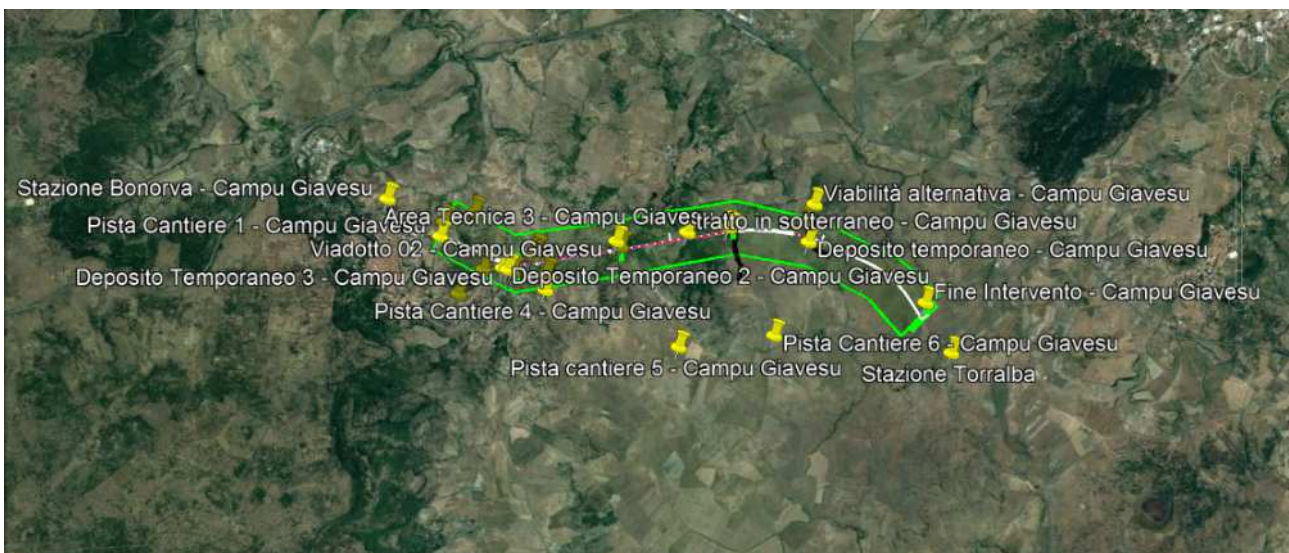 Stazione Bonorva - Campu Giavesu
Viabilità alternativa - Campu Giavesu
Area Tecnica 3 - Campu Giavesu
Pista Cantiere 1 - Campu Giavesu
tratto in sotterraneo - Campu Giavesu
Viadotto 02 - Campu Giavesu
Deposito temporaneo - Campu Giavesu
Deposito Temporaneo 3 - Campu Giavesu
Deposito Temporaneo 2 - Campu Giavesu
Fine Intervento - Campu Giavesu
Pista Cantiere 4 - Campu Giavesu
Pista Cantiere 6 - Campu Giavesu
Pista cantiere 5 - Campu Giavesu
Stazione Torralba